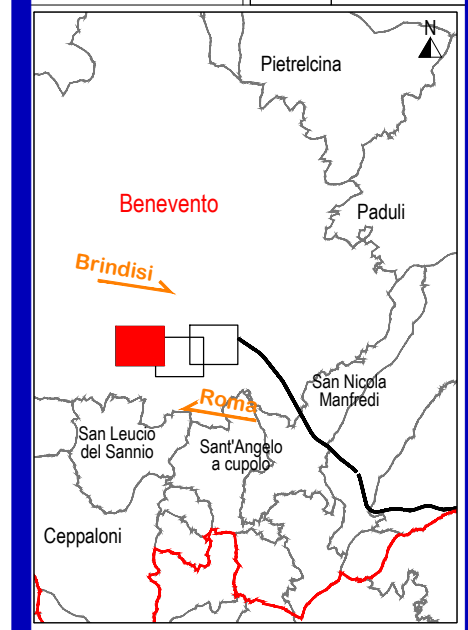 N
Pietrelcina
Benevento
Paduli
Brindisi
San Nicola
Manfredi
Roma
San Leucio
del Sannio
Sant'Angelo
a cupolo
Ceppaloni